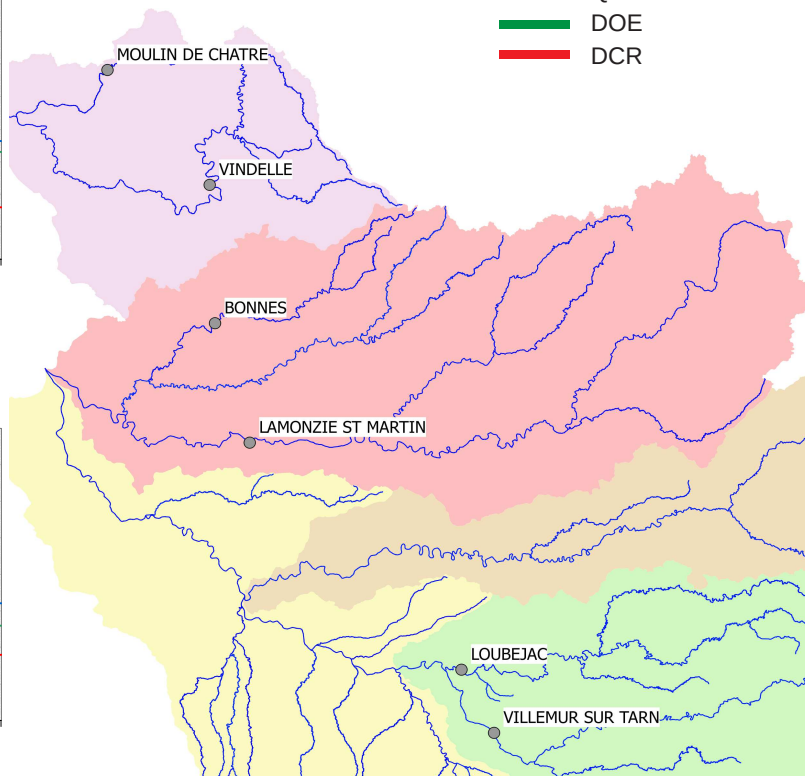 DOE
DCR
MOULIN DE CHATRE
VINDELLE
BONNES
LAMONZIE ST MARTIN
LOUBEJAC
VILLEMUR SUR TARN